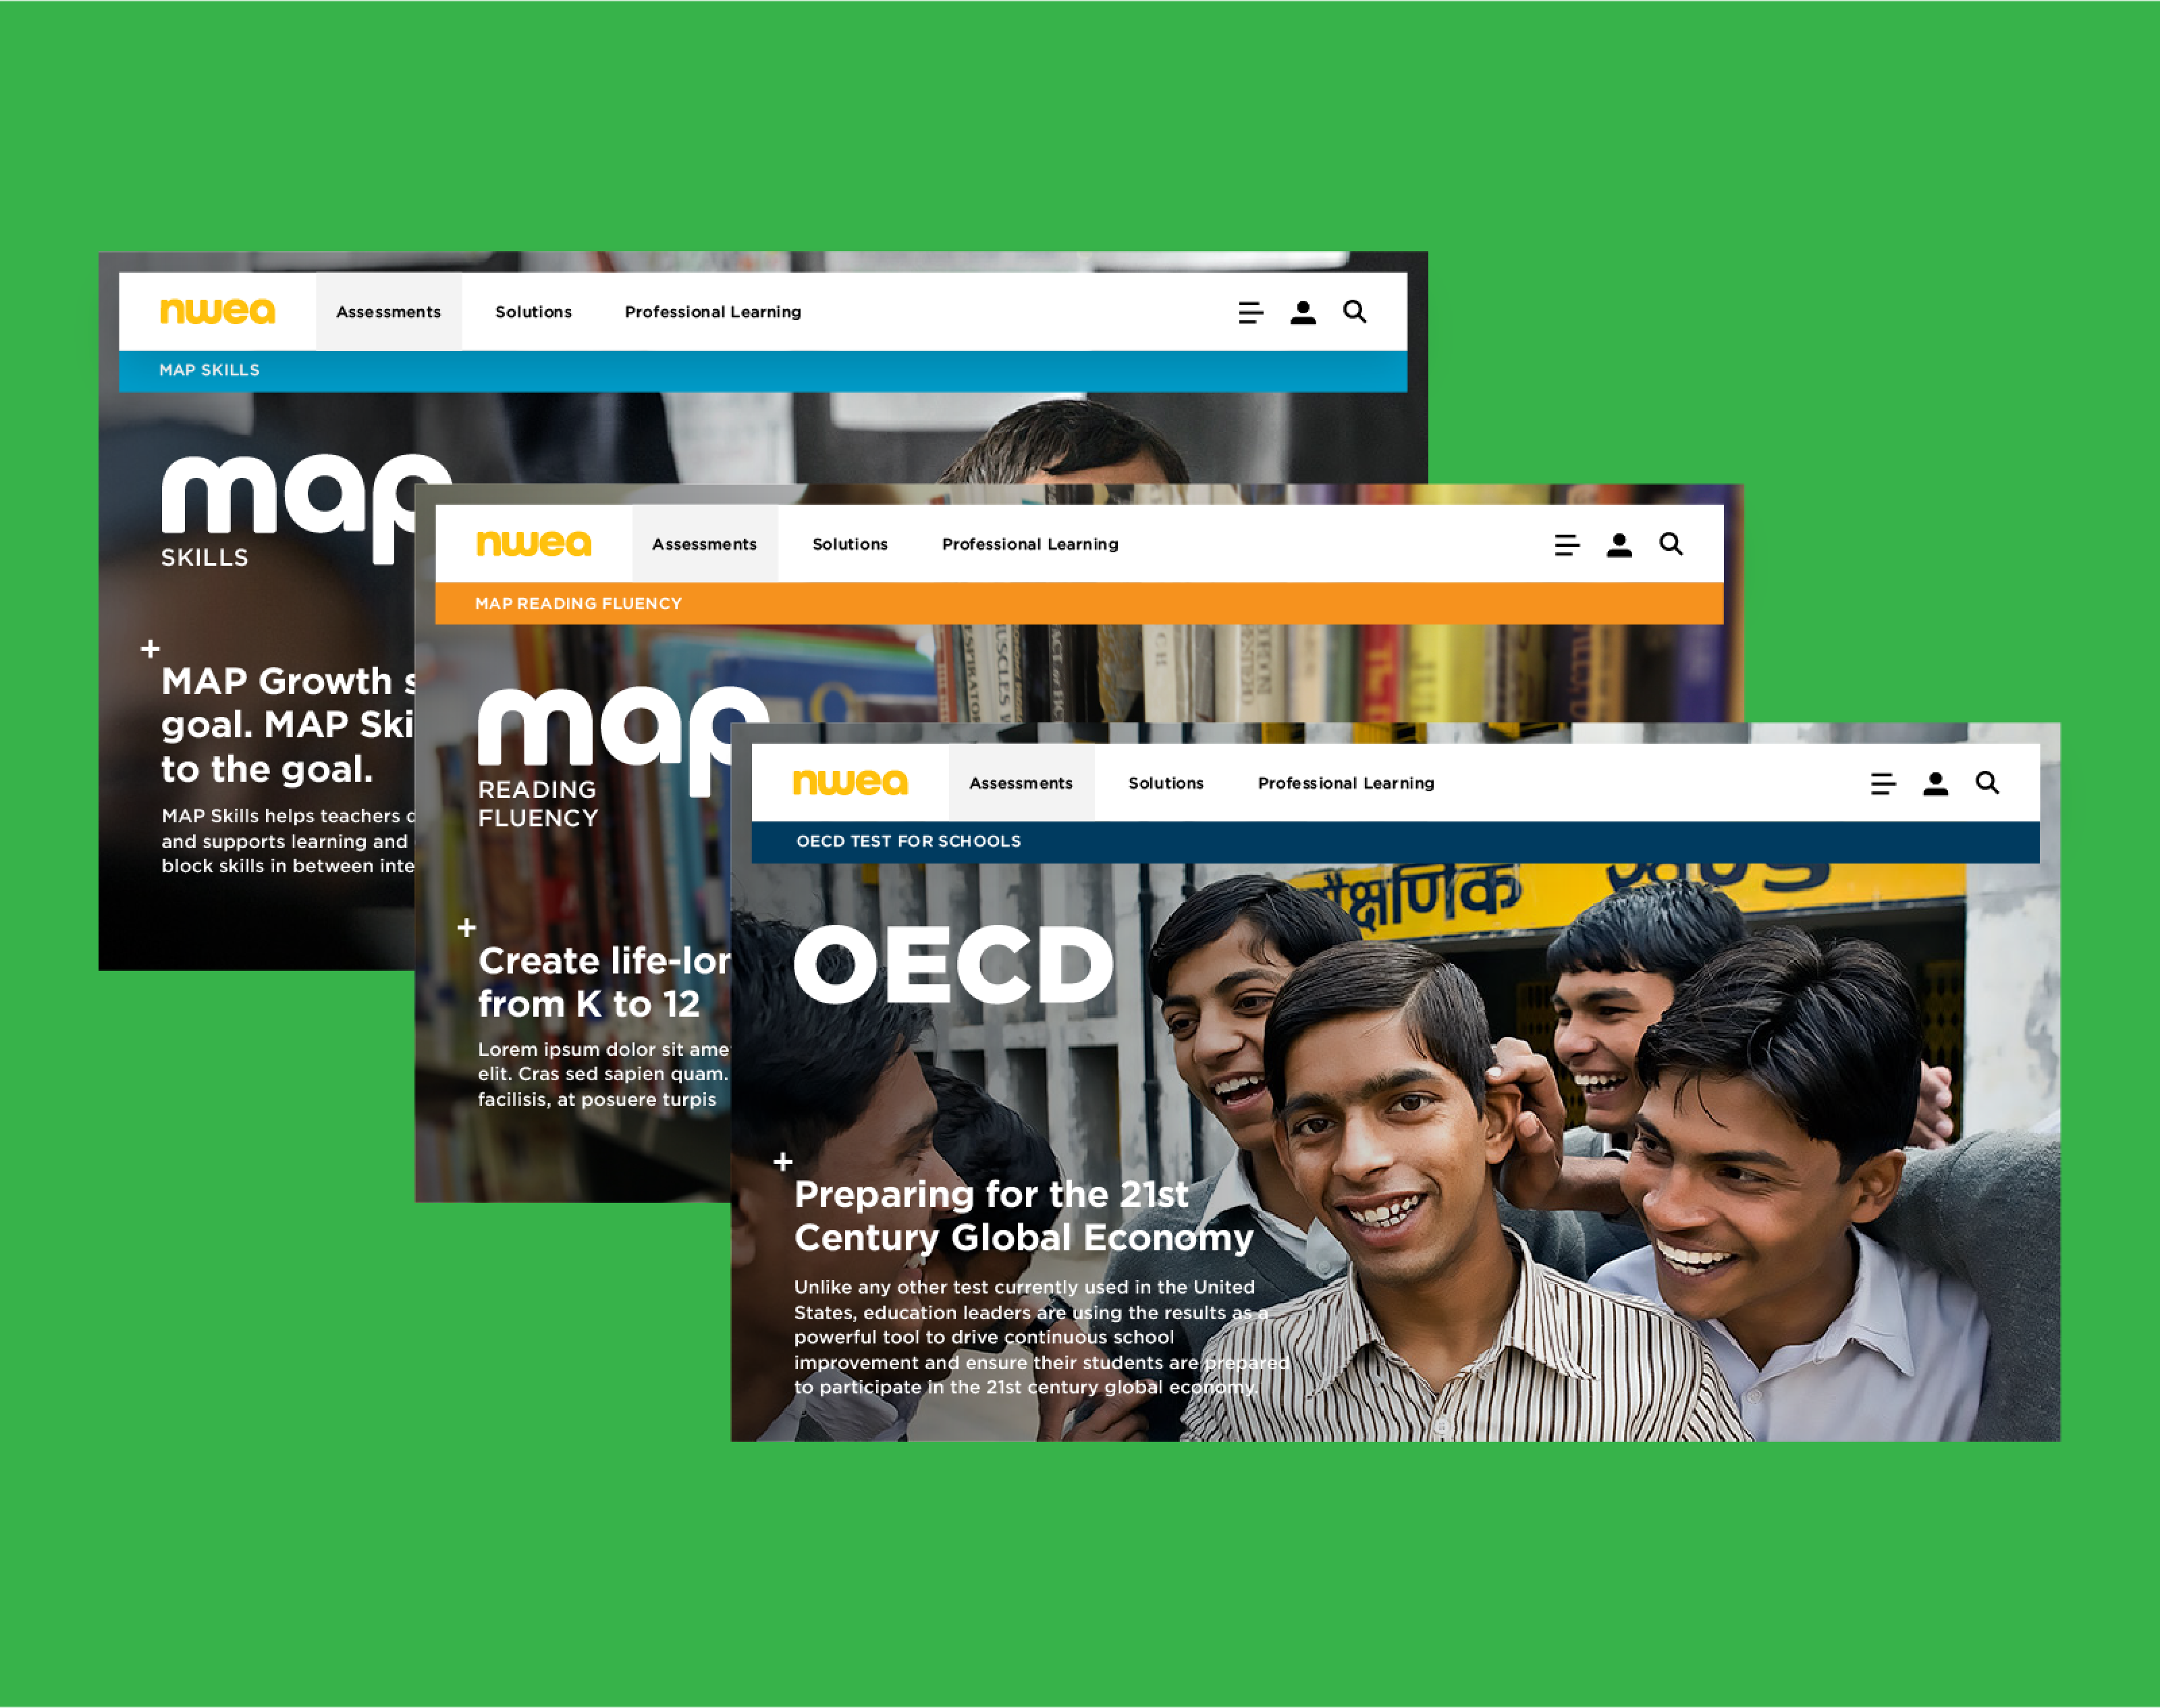 nwea
Assessments
Solutions
Professional Learning
MAP SKILLS
map
SKILLS
+
MAP Growth s
goal. MAP Ski
to the goal.
MAP Skills helps teachers
and supports learning and
block skills in between inte
nwea
Assessments
Solutions
Professional Learning
MAP READING FLUENCY
map
READING
FLUENCY
+
Create life-lon
from K to 12
Lorem ipsum dolor sit ame
elit. Cras sed sapien quam.
facilisis, at posuere turpis
nwea
Assessments
Solutions
Professional Learning
OECD TEST FOR SCHOOLS
OECD
+
Preparing for the 21st
Century Global Economy
Unlike any other test currently used in the United
States, education leaders are using the results as a
powerful tool to drive continuous school
improvement and ensure their students are prepared
to participate in the 21st century global economy.